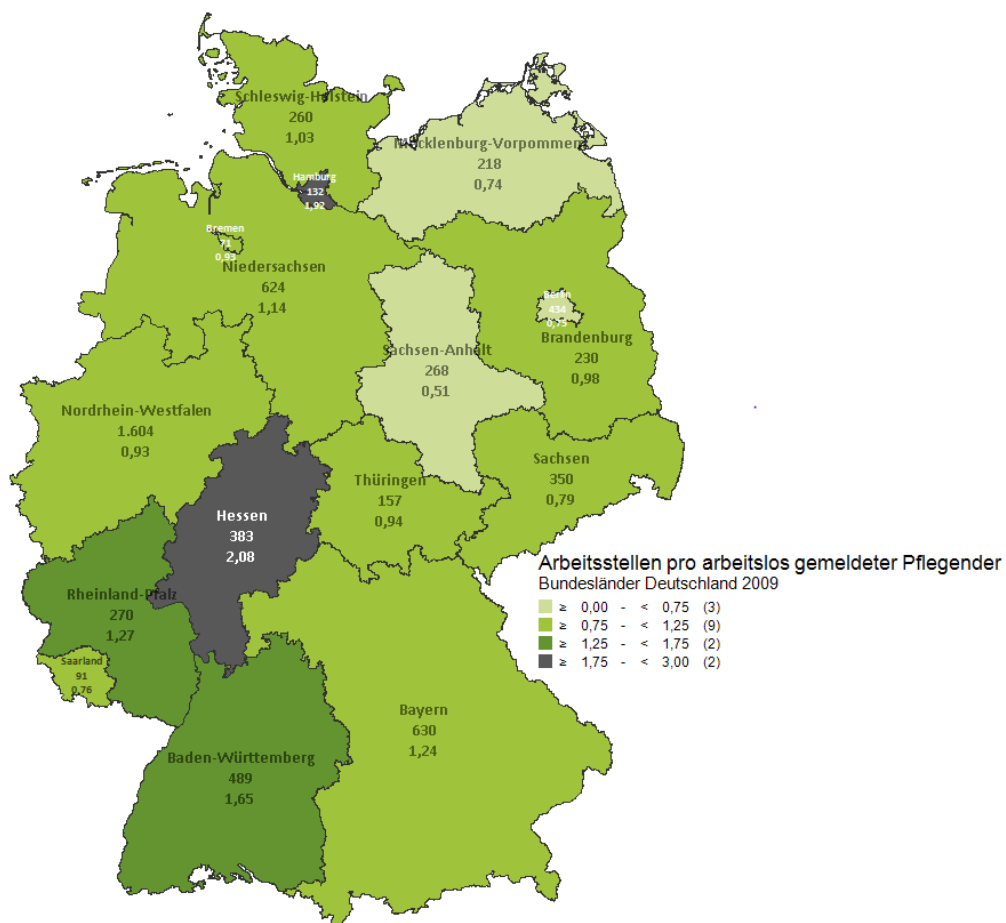 Schleswig-Holstein
260
1,03
Mecklenburg-Vorpommern
218
0,74
Hamburg
132
1,92
Bremen
71
0,93
Niedersachsen
624
1,14
Berlin
434
0,73
Brandenburg
230
0,98
Sachsen-Anhalt
268
0,51
Nordrhein-Westfalen
1.604
0,93
Sachsen
350
0,79
Thüringen
157
0,94
Hessen
383
2,08
Arbeitsstellen pro arbeitslos gemeldeter Pflegender
Bundesländer Deutschland 2009
≥ 0,00 - < 0,75 (3)
≥ 0,75 - < 1,25 (9)
≥ 1,25 - < 1,75 (2)
≥ 1,75 - < 3,00 (2)
Rheinland-Pfalz
270
1,27
Saarland
91
0,76
Bayern
630
1,24
Baden-Württemberg
489
1,65